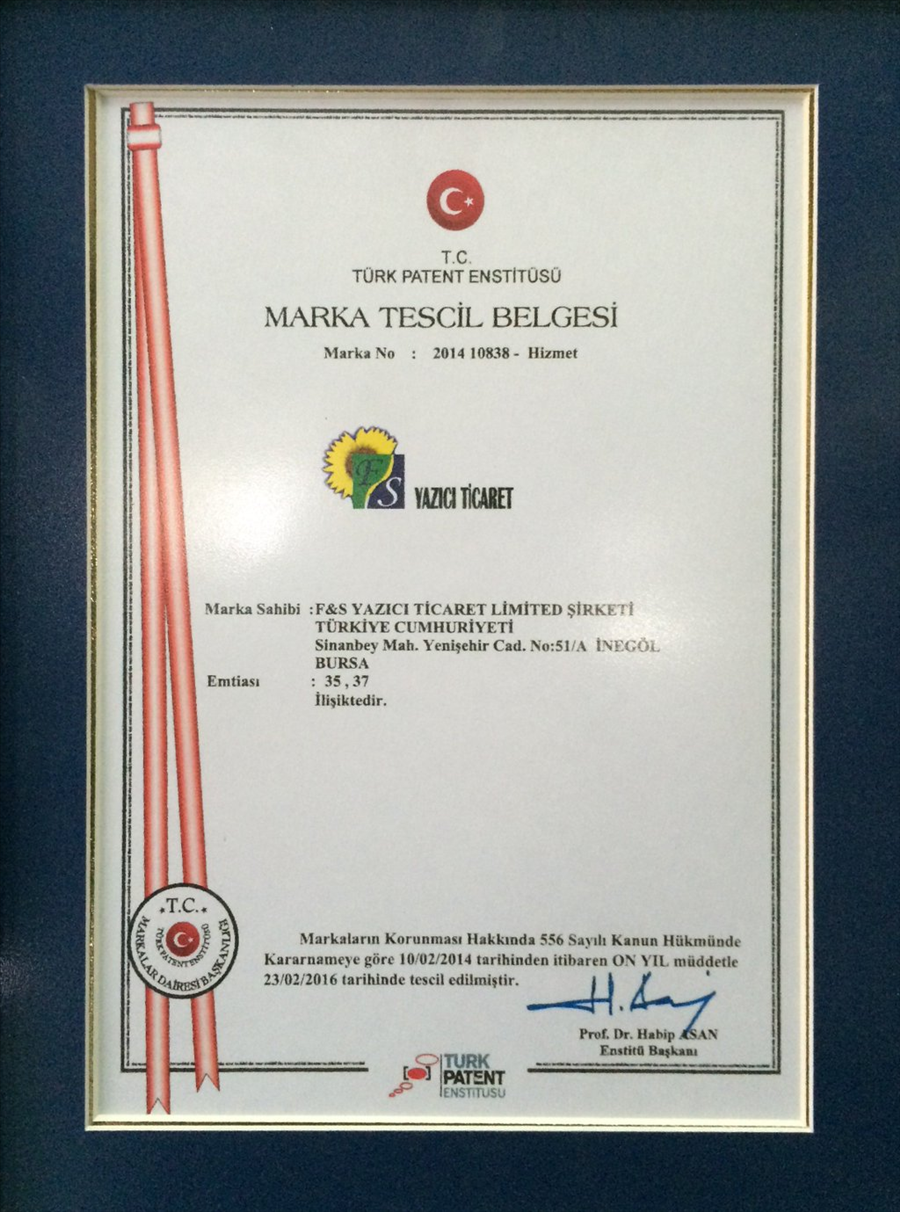 T.C.
TÜRK PATENT ENSTİTÜSÜ
MARKA TESCİL BELGESİ
Marka No : 2014 10838 - Hizmet
FS YAZICI TİCARET
Marka Sahibi :F&S YAZICI TİCARET LİMİTED ŞİRKETİ
TÜRKİYE CUMHURİYETİ
Sinanbey Mah. Yenişehir Cad. No:51/A İNEGÖL
BURSA
Emtiası : 35 , 37
İlişiktedir.
T.C.
TÜRK PATENT ENSTİTÜSÜ
MARKALAR DAİRESİ BAŞKANLIĞI
Markaların Korunması Hakkında 556 Sayılı Kanun Hükmünde
Kararnameye göre 10/02/2014 tarihinden itibaren ON YIL müddetle
23/02/2016 tarihinde tescil edilmiştir.
Prof. Dr. Habip ASAN
Enstitü Başkanı
TÜRK
PATENT
ENSTİTÜSÜ